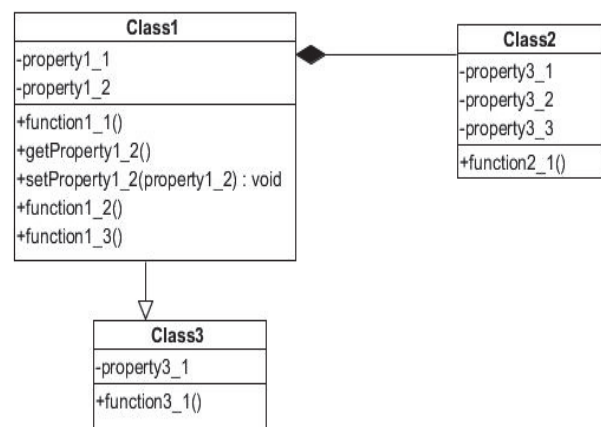 Class1
-property1_1
-property1_2
+function1_1()
+getProperty1_2()
+setProperty1_2(property1_2) : void
+function1_2()
+function1_3()
Class2
-property3_1
-property3_2
-property3_3
+function2_1()
Class3
-property3_1
+function3_1()